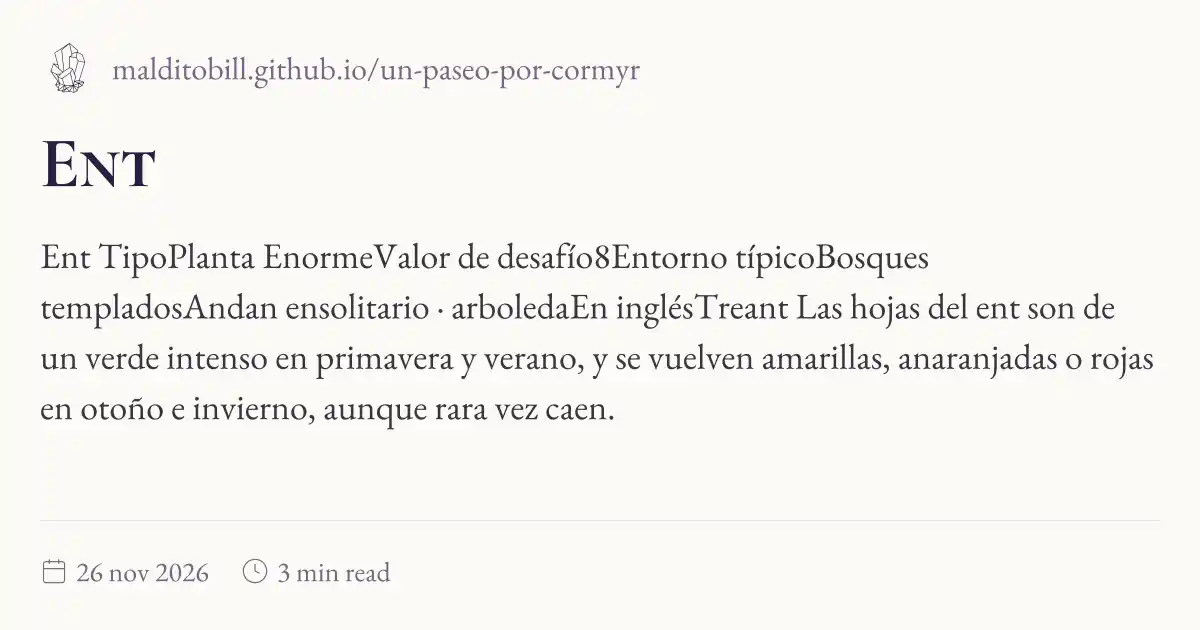 malditobill.github.io/un-paseo-por-cormyr
Ent
Ent TipoPlanta EnormeValor de desafío8Entorno típicoBosques
templadosAndan ensolitario · arboledaEn inglésTreant Las hojas del ent son de
un verde intenso en primavera y verano, y se vuelven amarillas, anaranjadas o rojas
en otoño e invierno, aunque rara vez caen.
26 nov 2026
3 min read